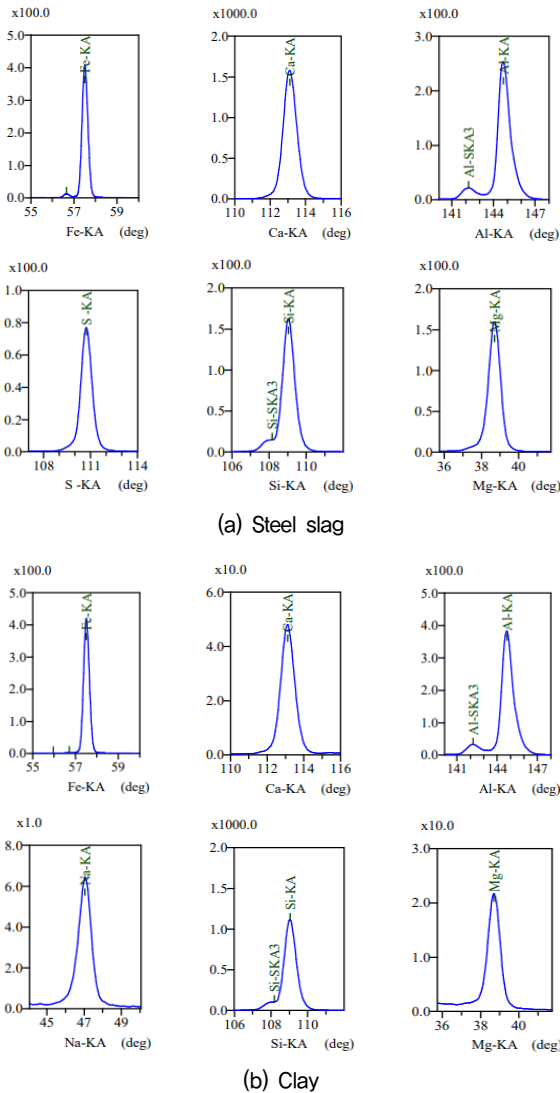 x100.0
5.0
4.0
3.0
2.0
1.0
0.0
Fe-KA
55 57 59
Fe-KA (deg)
x1000.0
2.0
1.5
1.0
0.5
0.0
Ca-KA
110 112 114 116
Ca-KA (deg)
x100.0
3.0
2.0
1.0
0.0
Al-SKA3
Al-KA
141 144 147
Al-KA (deg)
x100.0
1.0
0.8
0.6
0.4
0.2
0.0
S -KA
108 111 114
S -KA (deg)
x100.0
2.0
1.5
1.0
0.5
0.0
Si-SKA3
Si-KA
106 108 110
Si-KA (deg)
x100.0
2.0
1.5
1.0
0.5
0.0
Mg-KA
36 38 40
Mg-KA (deg)
(a) Steel slag
x100.0
5.0
4.0
3.0
2.0
1.0
0.0
Fe-KA
55 57 59
Fe-KA (deg)
x10.0
6.0
4.0
2.0
0.0
Ca-KA
110 112 114 116
Ca-KA (deg)
x100.0
5.0
4.0
3.0
2.0
1.0
0.0
Al-SKA3
Al-KA
141 144 147
Al-KA (deg)
x1.0
8.0
6.0
4.0
2.0
0.0
Na-KA
45 47 49
Na-KA (deg)
x1000.0
2.0
1.5
1.0
0.5
0.0
Si-SKA3
Si-KA
106 108 110
Si-KA (deg)
x10.0
3.0
2.0
1.0
0.0
Mg-KA
36 38 40
Mg-KA (deg)
(b) Clay